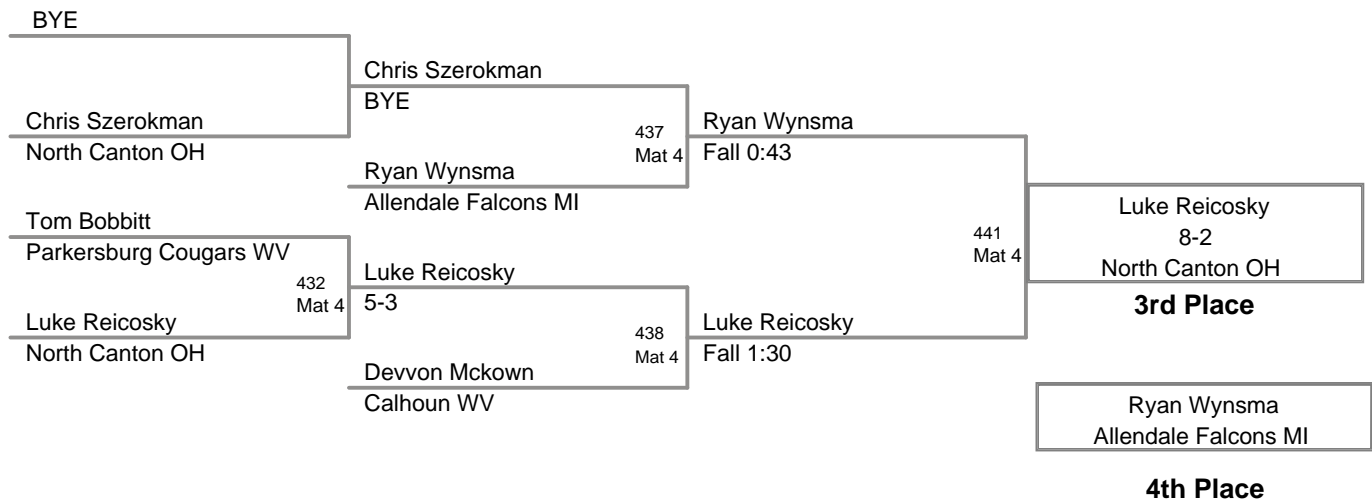 BYE
Chris Szerokman
BYE
Chris Szerokman
North Canton OH
437
Mat 4
Ryan Wynsma
Fall 0:43
Ryan Wynsma
Allendale Falcons MI
Tom Bobbitt
Parkersburg Cougars WV
432
Mat 4
Luke Reicosky
5-3
Luke Reicosky
North Canton OH
438
Mat 4
Luke Reicosky
Fall 1:30
Devvon Mckown
Calhoun WV
441
Mat 4
Luke Reicosky
8-2
North Canton OH
3rd Place
Ryan Wynsma
Allendale Falcons MI
4th Place